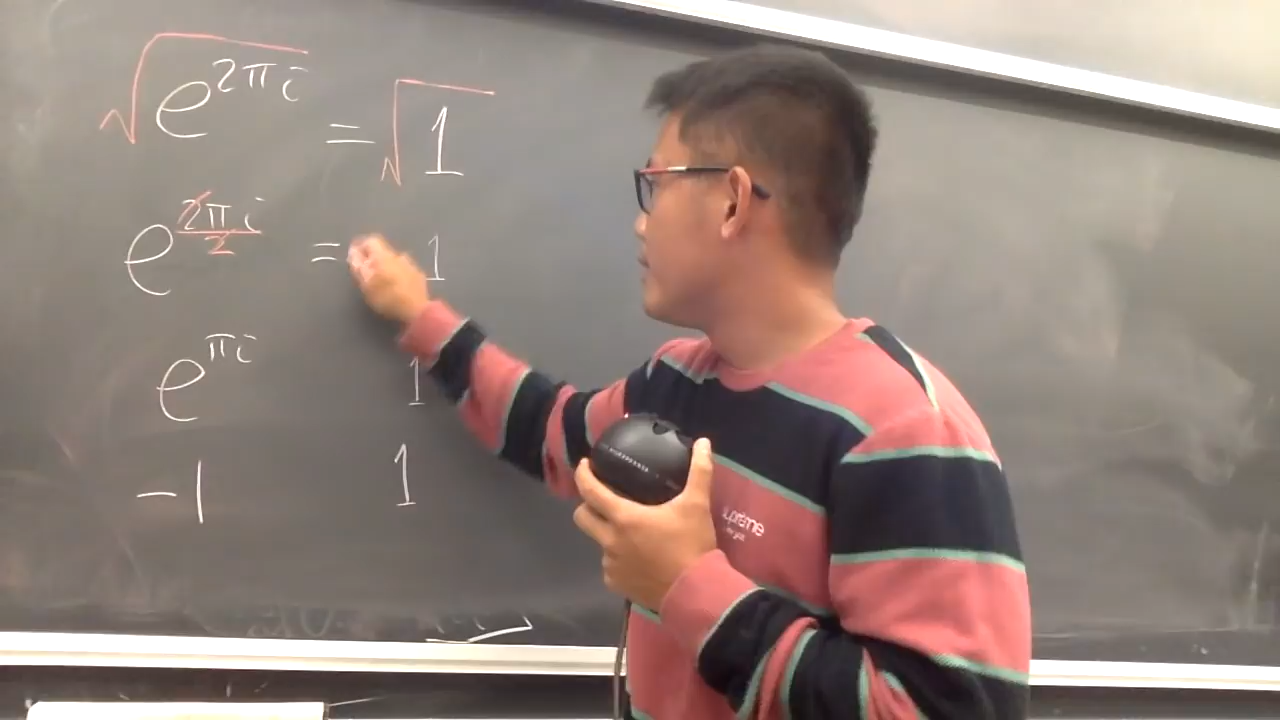 √e^{2πi} = √1
e^{2πi/2} = 1
e^{πi} 1
-1 1